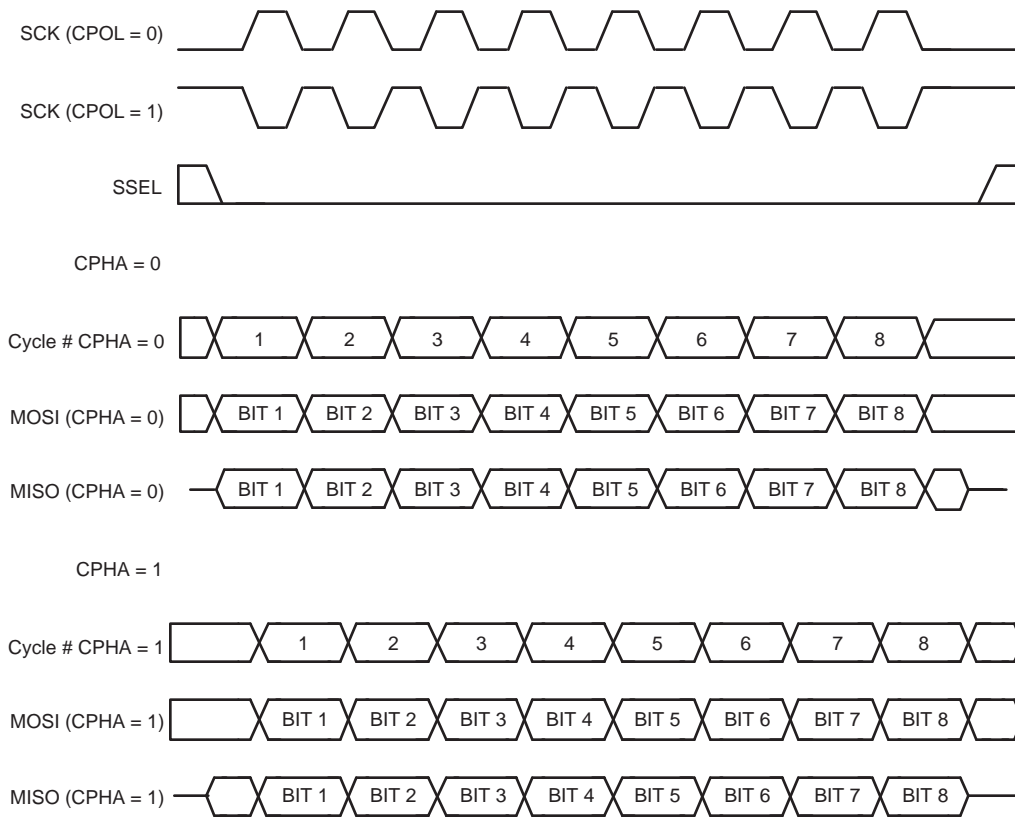 SCK (CPOL = 0)
SCK (CPOL = 1)
SSEL
CPHA = 0
Cycle # CPHA = 0 1 2 3 4 5 6 7 8
MOSI (CPHA = 0) BIT 1 BIT 2 BIT 3 BIT 4 BIT 5 BIT 6 BIT 7 BIT 8
MISO (CPHA = 0) BIT 1 BIT 2 BIT 3 BIT 4 BIT 5 BIT 6 BIT 7 BIT 8
CPHA = 1
Cycle # CPHA = 1 1 2 3 4 5 6 7 8
MOSI (CPHA = 1) BIT 1 BIT 2 BIT 3 BIT 4 BIT 5 BIT 6 BIT 7 BIT 8
MISO (CPHA = 1) BIT 1 BIT 2 BIT 3 BIT 4 BIT 5 BIT 6 BIT 7 BIT 8